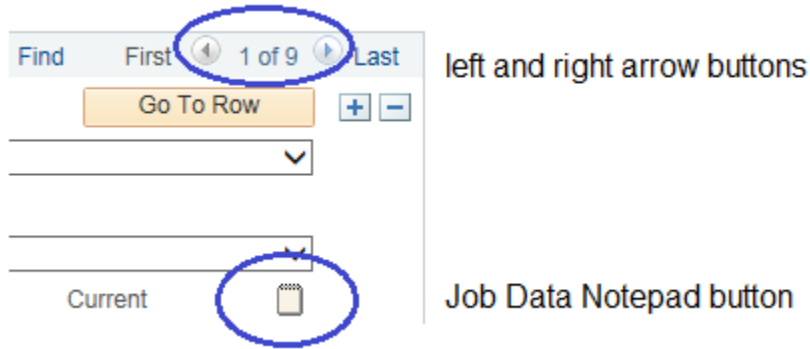 Find First 1 of 9 Last
left and right arrow buttons
Go To Row
Current
Job Data Notepad button